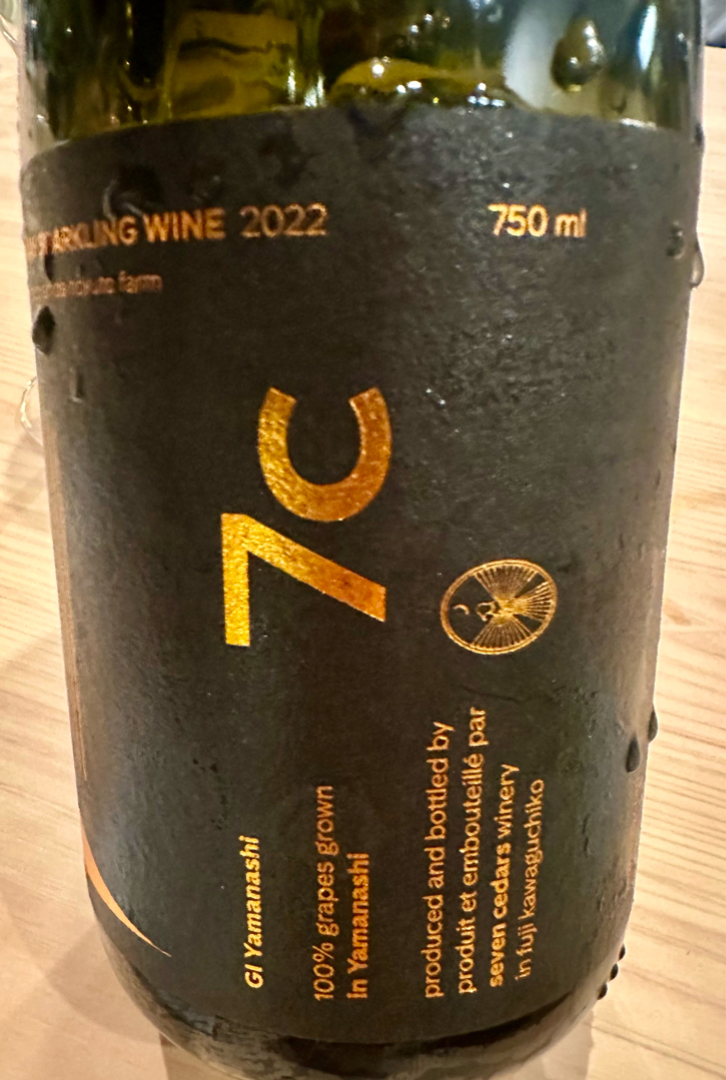 SPARKLING WINE 2022
750 ml
farm
7c
GI Yamanashi
100% grapes grown
in Yamanashi
produced and bottled by
produit et embouteillé par
seven cedars winery
in fuji kawaguchiko